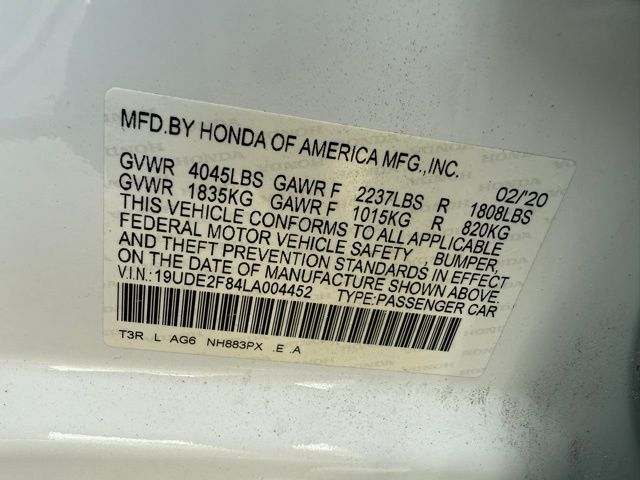 MFD.BY HONDA OF AMERICA MFG.,INC.
02/'20
GVWR 4045LBS GAWR F 2237LBS R 1808LBS
GVWR 1835KG GAWR F 1015KG R 820KG
THIS VEHICLE CONFORMS TO ALL APPLICABLE
FEDERAL MOTOR VEHICLE SAFETY BUMPER,
AND THEFT PREVENTION STANDARDS IN EFFECT
ON THE DATE OF MANUFACTURE SHOWN ABOVE.
V.I.N.:19UDE2F84LA004452 TYPE:PASSENGER CAR
T3R L AG6 NH883PX .E .A